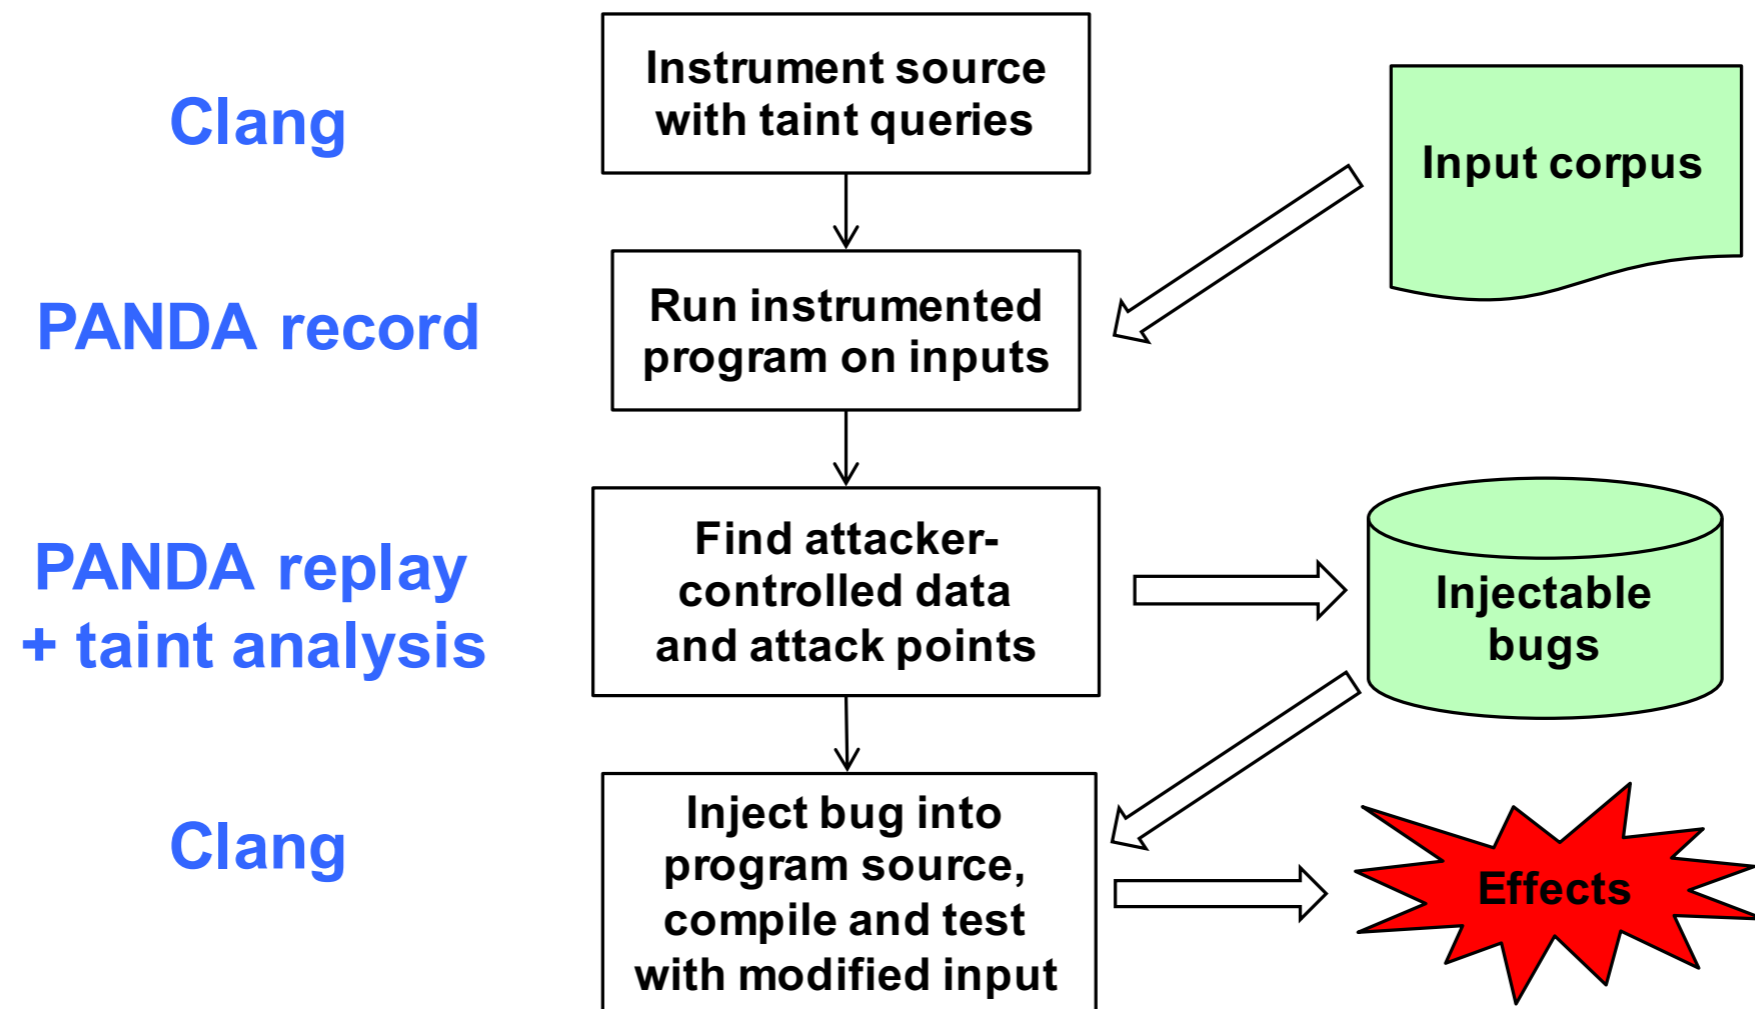 Clang
Instrument source
with taint queries
Input corpus
PANDA record
Run instrumented
program on inputs
PANDA replay
+ taint analysis
Find attacker-
controlled data
and attack points
Injectable
bugs
Clang
Inject bug into
program source,
compile and test
with modified input
Effects